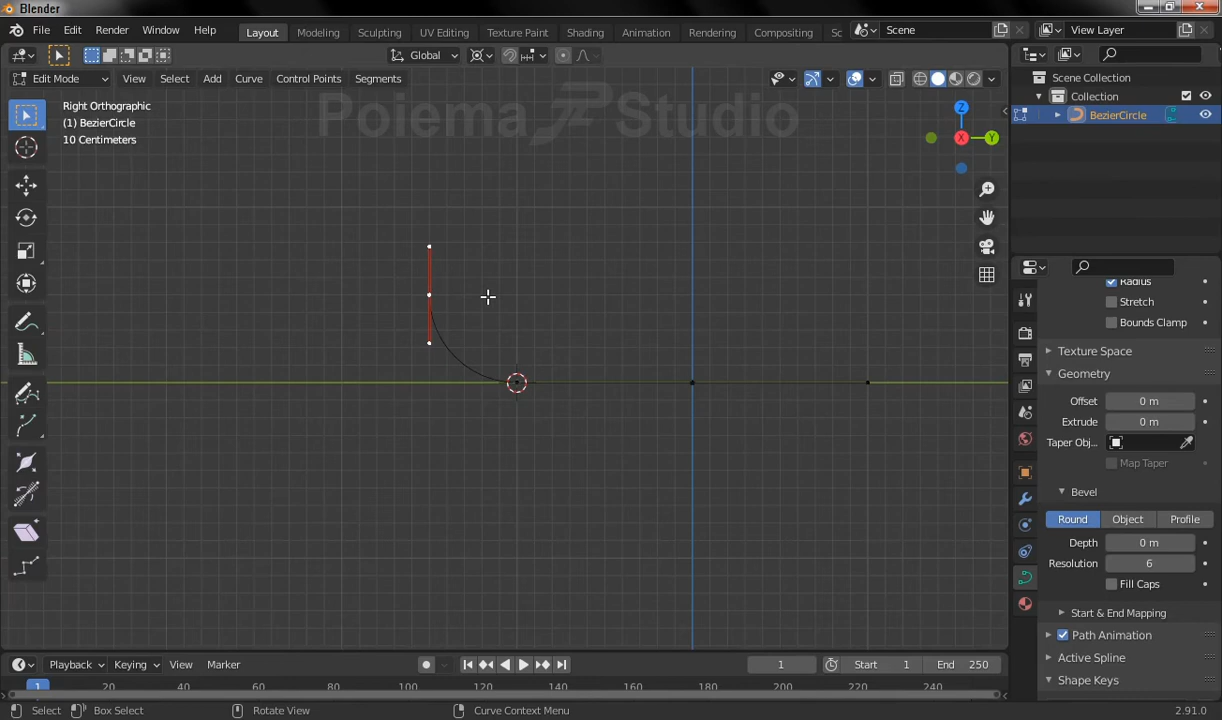 Blender
File Edit Render Window Help Layout Modeling Sculpting UV Editing Texture Paint Shading Animation Rendering Compositing Sc Scene View Layer
Global
Edit Mode View Select Add Curve Control Points Segments
Poiema Studio
Right Orthographic
(1) BezierCircle
10 Centimeters
Z
X
Y
Scene Collection
Collection
BezierCircle
Radius
Stretch
Bounds Clamp
Texture Space
Geometry
Offset 0 m
Extrude 0 m
Taper Obj...
Map Taper
Bevel
Round Object Profile
Depth 0 m
Resolution 6
Fill Caps
Start & End Mapping
Path Animation
Active Spline
Shape Keys
Playback Keying View Marker 1 Start 1 End 250
1 20 40 60 80 100 120 140 160 180 200 220 240
Select Box Select Rotate View Curve Context Menu 2.91.0